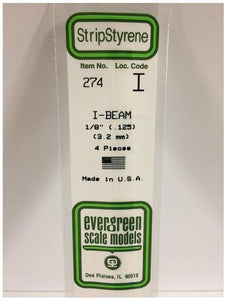 StripStyrene
Item No. Loc. Code
274 I
I-BEAM
1/8" (.125)
(3.2 mm)
4 Pieces
Made in U.S.A.
evergreen
scale models
Des Plaines, IL 60018